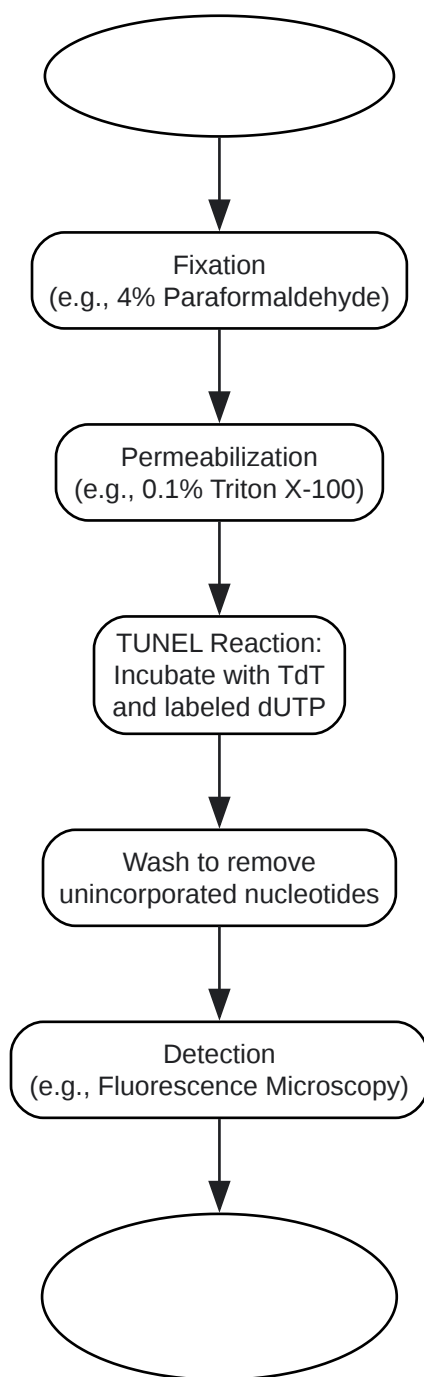 Fixation
(e.g., 4% Paraformaldehyde)
Permeabilization
(e.g., 0.1% Triton X-100)
TUNEL Reaction:
Incubate with TdT
and labeled dUTP
Wash to remove
unincorporated nucleotides
Detection
(e.g., Fluorescence Microscopy)